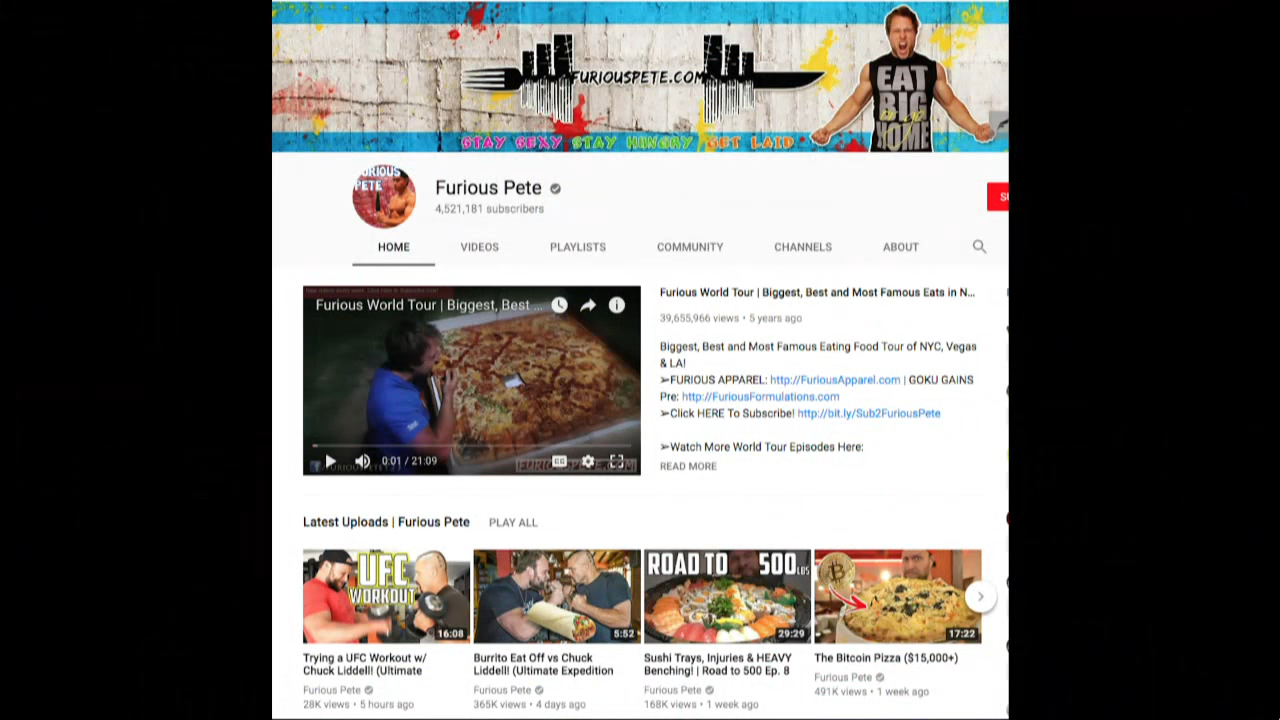 FURIOUSPETE.COM
EAT
BIG
OR GO
HOME
STAY SEXY STAY HUNGRY GET LAID
FURIOUS
PETE
Furious Pete
4,521,181 subscribers
HOME VIDEOS PLAYLISTS COMMUNITY CHANNELS ABOUT
Furious World Tour | Biggest, Best ...
0:01 / 21:09
FURIOUSPETE.COM
Furious World Tour | Biggest, Best and Most Famous Eats in N...
39,655,966 views • 5 years ago
Biggest, Best and Most Famous Eating Food Tour of NYC, Vegas
& LA!
➢FURIOUS APPAREL: http://FuriousApparel.com | GOKU GAINS
Pre: http://FuriousFormulations.com
➢Click HERE To Subscribe! http://bit.ly/Sub2FuriousPete
➢Watch More World Tour Episodes Here:
READ MORE
Latest Uploads | Furious Pete PLAY ALL
UFC
WORKOUT
16:08
5:52
ROAD TO 500LBS
29:29
17:22
Trying a UFC Workout w/
Chuck Liddell! (Ultimate
Furious Pete
28K views • 5 hours ago
Burrito Eat Off vs Chuck
Liddell! (Ultimate Expedition
Furious Pete
365K views • 4 days ago
Sushi Trays, Injuries & HEAVY
Benching! | Road to 500 Ep. 8
Furious Pete
168K views • 1 week ago
The Bitcoin Pizza ($15,000+)
Furious Pete
491K views • 1 week ago